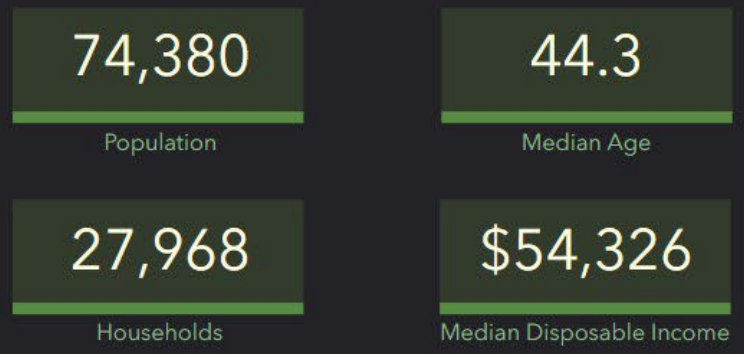 74,380
44.3
Population
Median Age
27,968
$54,326
Households
Median Disposable Income